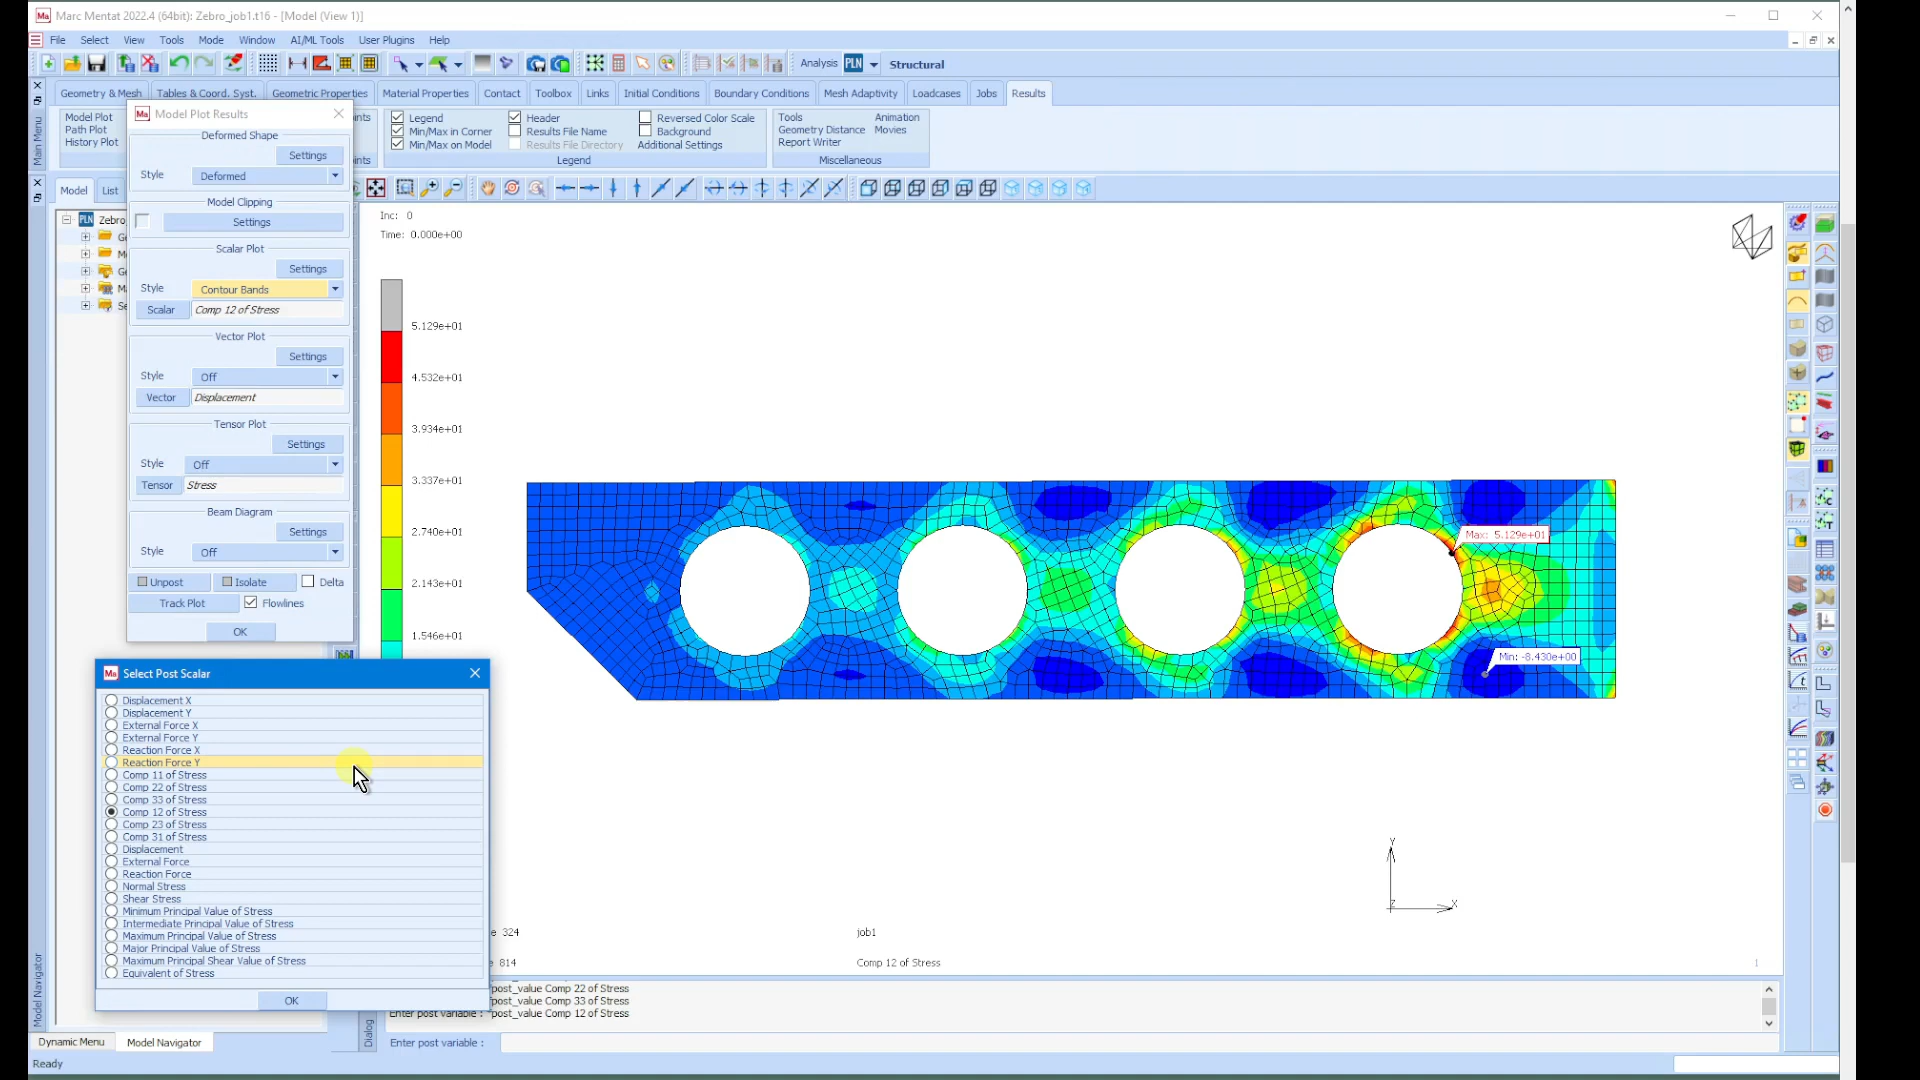 Marc Mentat 2022.4 (64bit): Zebro_job1.t16 - [Model (View 1)]
File Select View Tools Mode Window AI/ML Tools User Plugins Help
Analysis PLN Structural
Geometry & Mesh Tables & Coord. Syst. Geometric Properties Material Properties Contact Toolbox Links Initial Conditions Boundary Conditions Mesh Adaptivity Loadcases Jobs Results
Main Menu
Model Plot
Path Plot
History Plot
Legend Header Reversed Color Scale
Min/Max in Corner Results File Name Background
Min/Max on Model Results File Directory Additional Settings
Legend
Tools Animation
Geometry Distance Movies
Report Writer
Miscellaneous
Model List
PLN Zebro
Model Plot Results
Deformed Shape
Settings
Style Deformed
Model Clipping
Settings
Scalar Plot
Settings
Style Contour Bands
Scalar Comp 12 of Stress
Vector Plot
Settings
Style Off
Vector Displacement
Tensor Plot
Settings
Style Off
Tensor Stress
Beam Diagram
Settings
Style Off
Unpost Isolate Delta
Track Plot Flowlines
OK
Inc: 0
Time: 0.000e+00
5.129e+01
4.532e+01
3.934e+01
3.337e+01
2.740e+01
2.143e+01
1.546e+01
Max: 5.129e+01
Min: -8.430e+00
Y
Z X
Select Post Scalar
Displacement X
Displacement Y
External Force X
External Force Y
Reaction Force X
Reaction Force Y
Comp 11 of Stress
Comp 22 of Stress
Comp 33 of Stress
Comp 12 of Stress
Comp 23 of Stress
Comp 31 of Stress
Displacement
External Force
Reaction Force
Normal Stress
Shear Stress
Minimum Principal Value of Stress
Intermediate Principal Value of Stress
Maximum Principal Value of Stress
Major Principal Value of Stress
Maximum Principal Shear Value of Stress
Equivalent of Stress
OK
e 324
e 814
job1
Comp 12 of Stress
1
post_value Comp 22 of Stress
post_value Comp 33 of Stress
Enter post variable : *post_value Comp 12 of Stress
Enter post variable :
Dialog
Model Navigator
Dynamic Menu Model Navigator
Ready